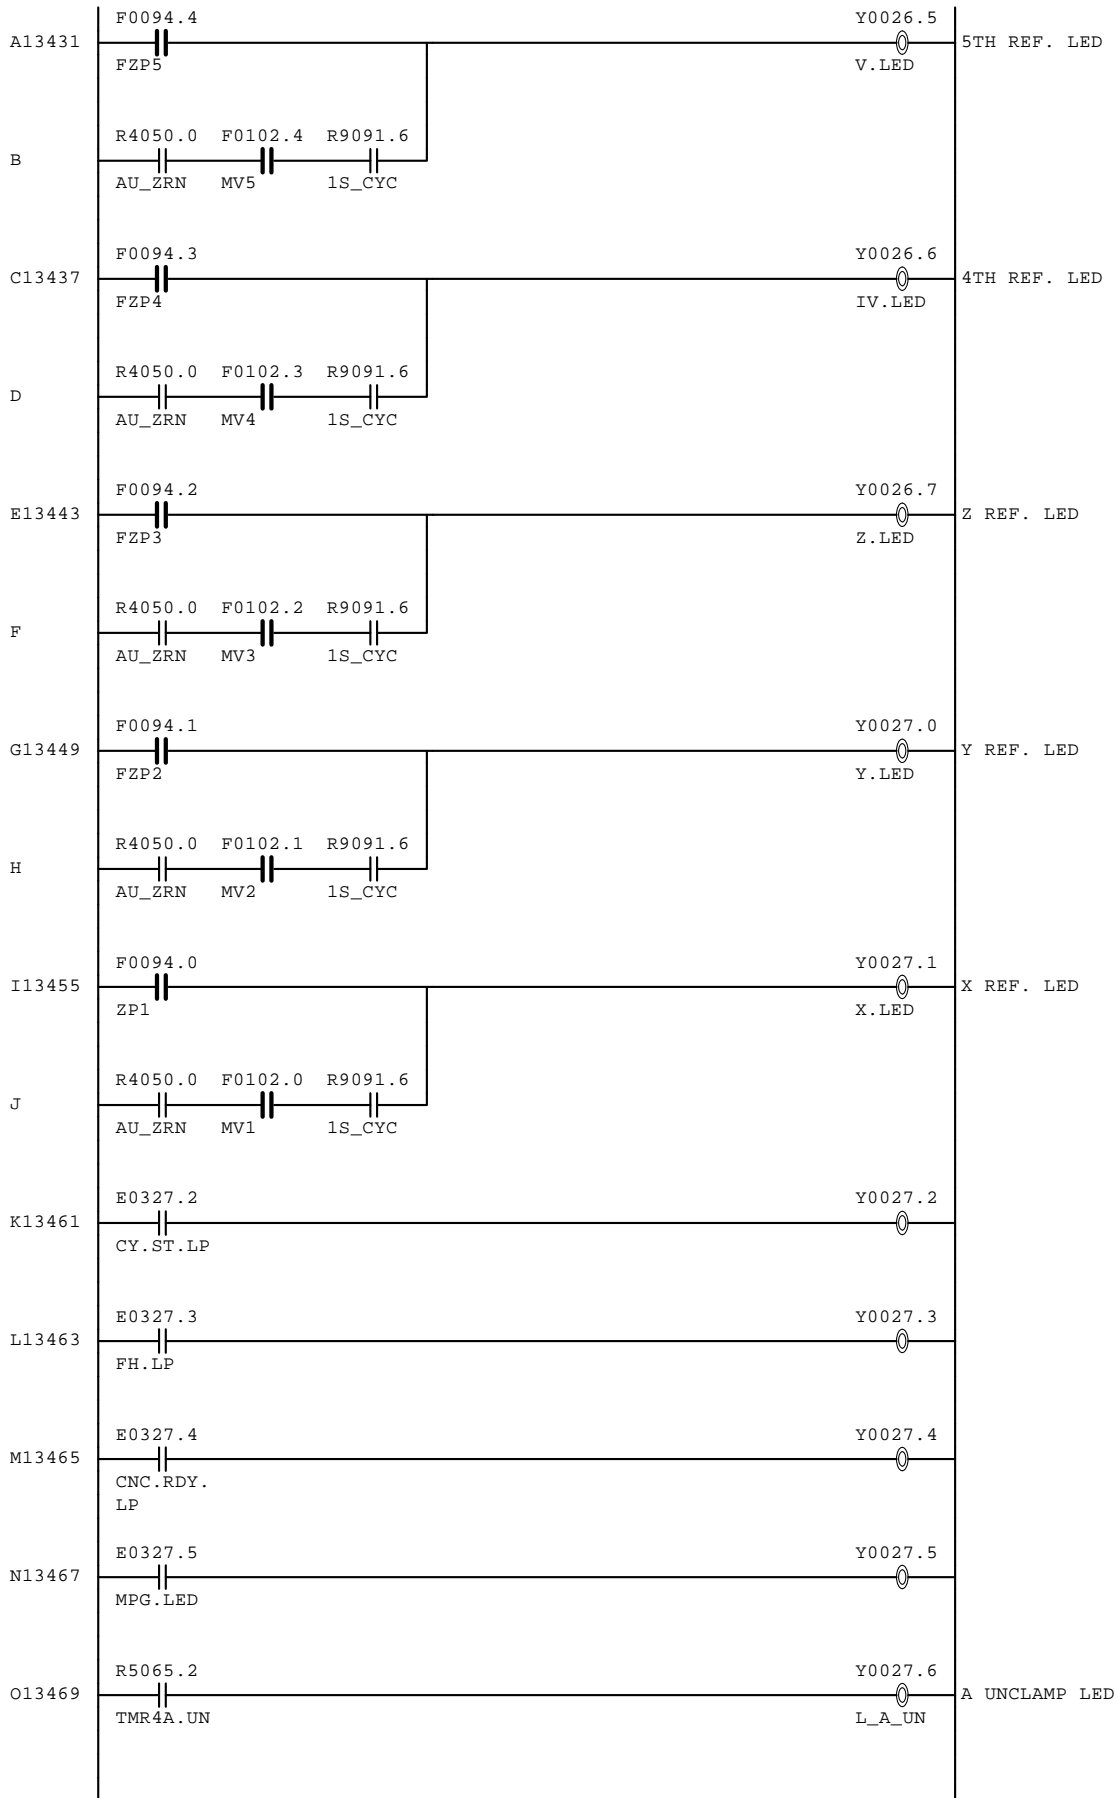 F0094.4 Y0026.5
A13431 5TH REF. LED
FZP5 V.LED
R4050.0 F0102.4 R9091.6
B
AU_ZRN MV5 1S_CYC
F0094.3 Y0026.6
C13437 4TH REF. LED
FZP4 IV.LED
R4050.0 F0102.3 R9091.6
D
AU_ZRN MV4 1S_CYC
F0094.2 Y0026.7
E13443 Z REF. LED
FZP3 Z.LED
R4050.0 F0102.2 R9091.6
F
AU_ZRN MV3 1S_CYC
F0094.1 Y0027.0
G13449 Y REF. LED
FZP2 Y.LED
R4050.0 F0102.1 R9091.6
H
AU_ZRN MV2 1S_CYC
F0094.0 Y0027.1
I13455 X REF. LED
ZP1 X.LED
R4050.0 F0102.0 R9091.6
J
AU_ZRN MV1 1S_CYC
E0327.2 Y0027.2
K13461
CY.ST.LP
E0327.3 Y0027.3
L13463
FH.LP
E0327.4 Y0027.4
M13465
CNC.RDY.
LP
E0327.5 Y0027.5
N13467
MPG.LED
R5065.2 Y0027.6
O13469 A UNCLAMP LED
TMR4A.UN L_A_UN